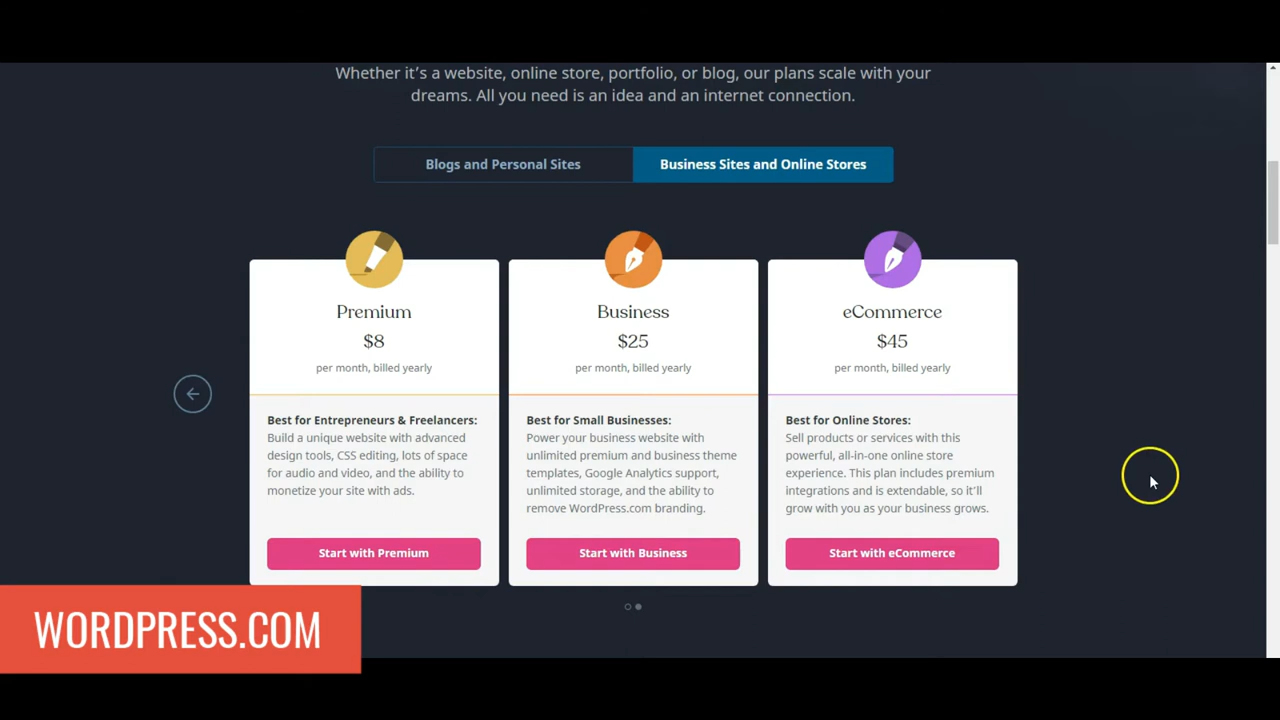 Whether it’s a website, online store, portfolio, or blog, our plans scale with your
dreams. All you need is an idea and an internet connection.
Blogs and Personal Sites
Business Sites and Online Stores
Premium
$8
per month, billed yearly
Best for Entrepreneurs & Freelancers:
Build a unique website with advanced
design tools, CSS editing, lots of space
for audio and video, and the ability to
monetize your site with ads.
Start with Premium
Business
$25
per month, billed yearly
Best for Small Businesses:
Power your business website with
unlimited premium and business theme
templates, Google Analytics support,
unlimited storage, and the ability to
remove WordPress.com branding.
Start with Business
eCommerce
$45
per month, billed yearly
Best for Online Stores:
Sell products or services with this
powerful, all-in-one online store
experience. This plan includes premium
integrations and is extendable, so it’ll
grow with you as your business grows.
Start with eCommerce
WORDPRESS.COM